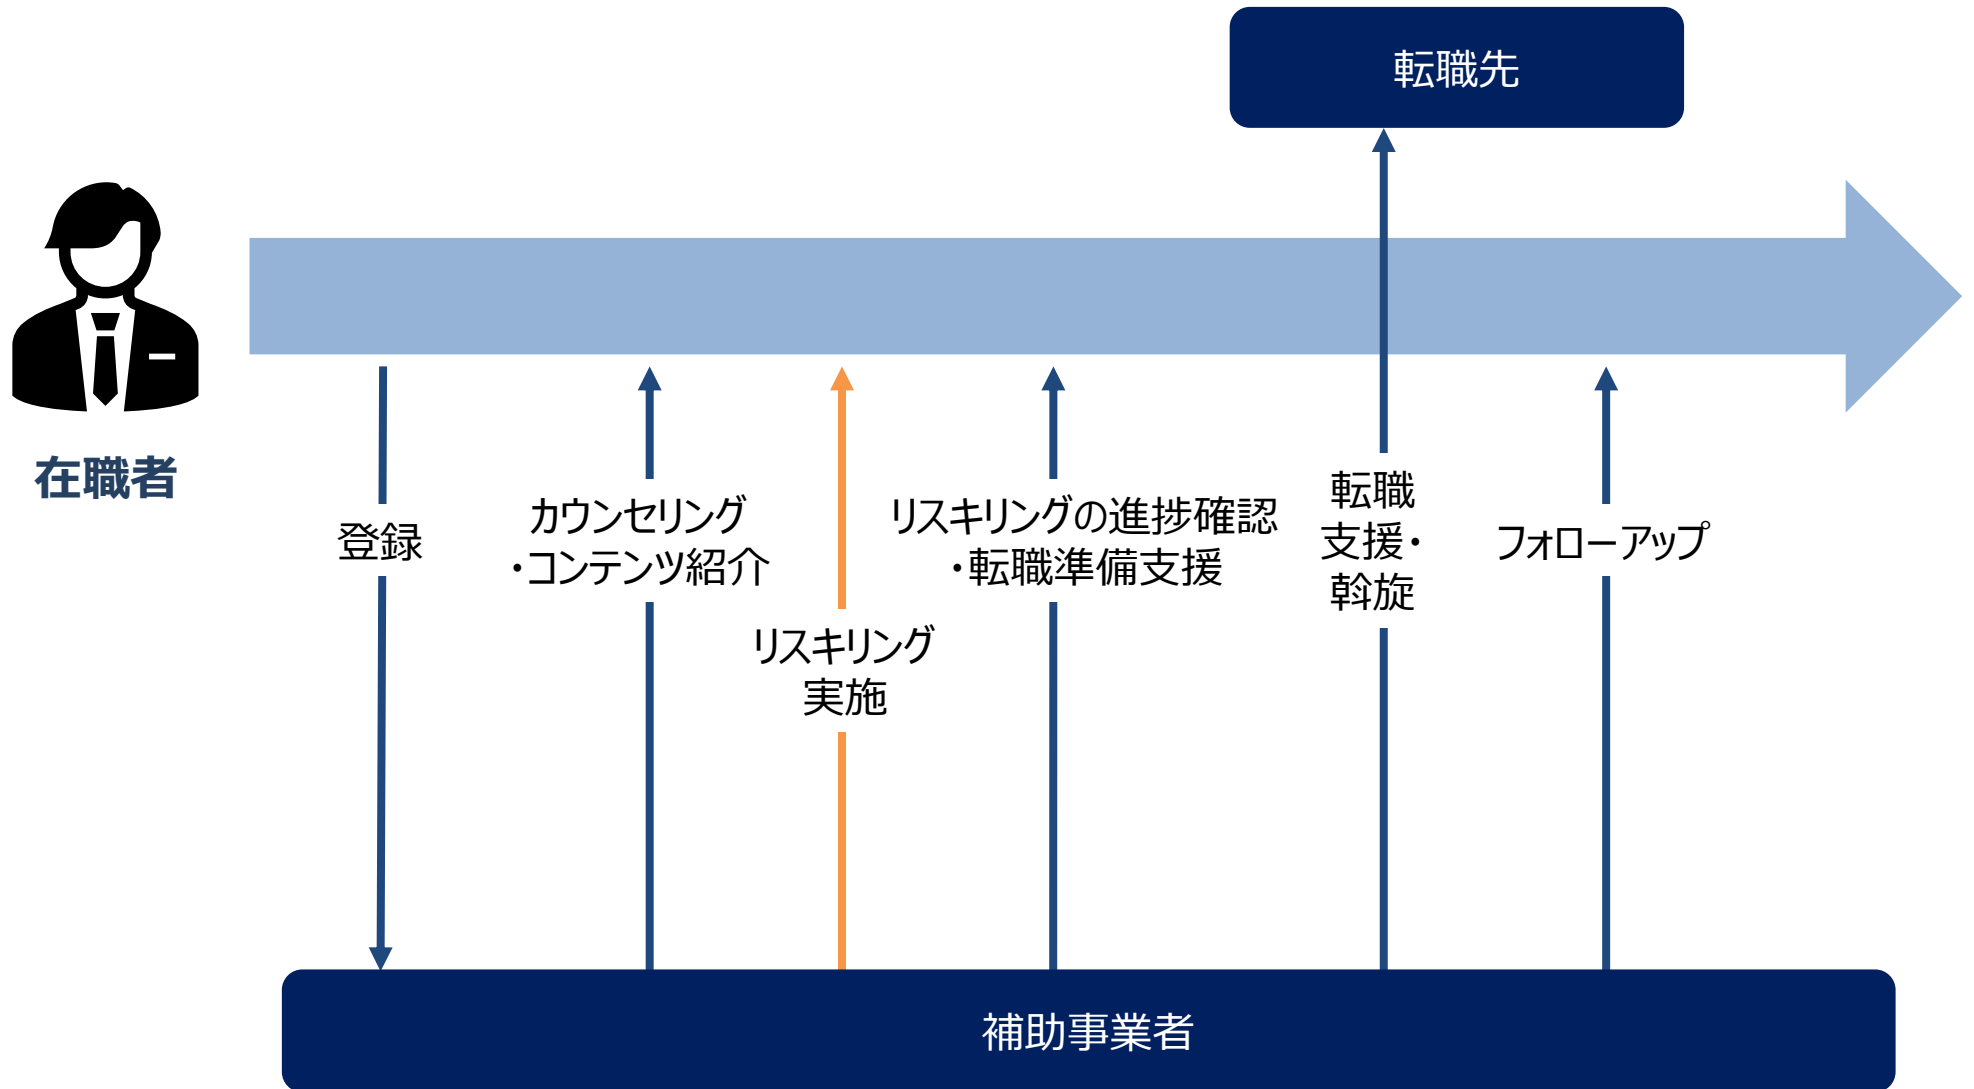 転職先
在職者
登録
カウンセリング
・コンテンツ紹介
リスキリング
実施
リスキリングの進捗確認
・転職準備支援
転職
支援・
斡旋
フォローアップ
補助事業者